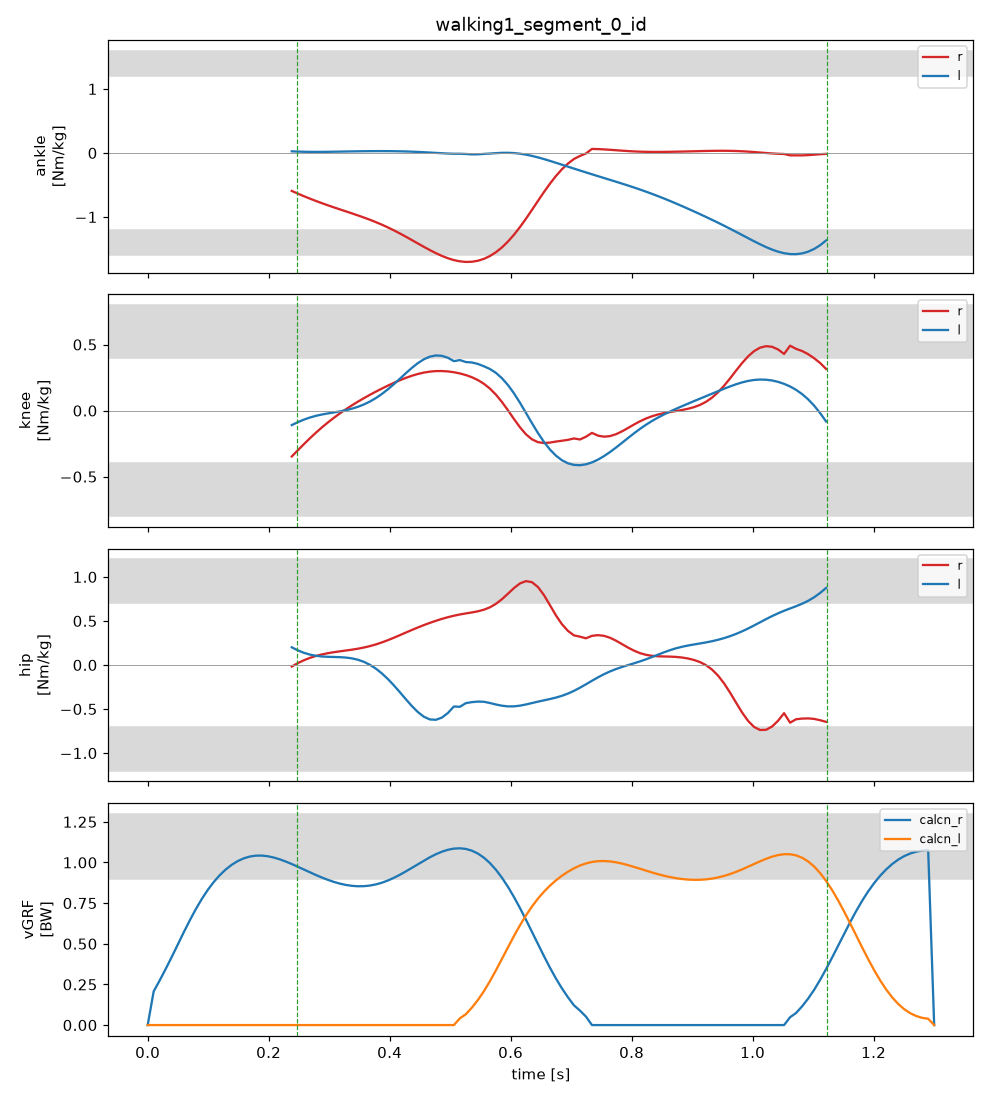 walking1_segment_0_id
ankle
[Nm/kg]
1
0
−1
r
l
knee
[Nm/kg]
0.5
0.0
−0.5
r
l
hip
[Nm/kg]
1.0
0.5
0.0
−0.5
−1.0
r
l
vGRF
[BW]
1.25
1.00
0.75
0.50
0.25
0.00
calcn_r
calcn_l
0.0 0.2 0.4 0.6 0.8 1.0 1.2
time [s]